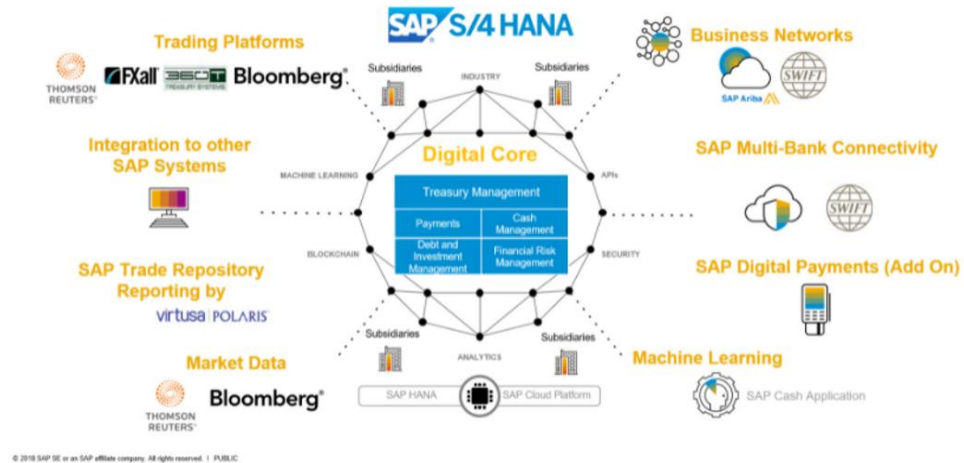 SAP S/4 HANA
Trading Platforms
THOMSON
REUTERS
FXall
360T
TREASURY SYSTEMS
Bloomberg
Subsidiaries
INDUSTRY
Subsidiaries
Business Networks
SAP Ariba
SWIFT
Integration to other
SAP Systems
MACHINE LEARNING
Digital Core
APIs
SAP Multi-Bank Connectivity
SWIFT
Treasury Management
Payments
Cash
Management
Debt and
Investment
Management
Financial Risk
Management
BLOCKCHAIN
SECURITY
SAP Trade Repository
Reporting by
virtusa POLARIS
SAP Digital Payments (Add On)
Subsidiaries
ANALYTICS
Subsidiaries
Market Data
THOMSON
REUTERS
Bloomberg
SAP HANA
SAP Cloud Platform
Machine Learning
SAP Cash Application
© 2018 SAP SE or an SAP affiliate company. All rights reserved. | PUBLIC